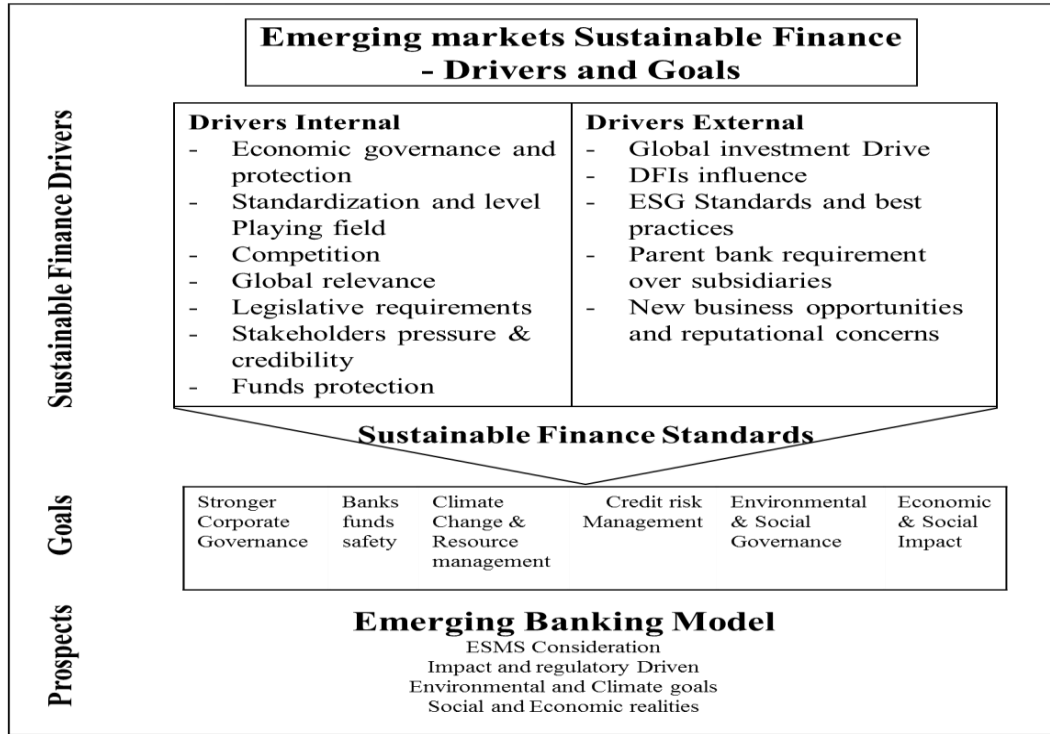 Emerging markets Sustainable Finance
- Drivers and Goals
Sustainable Finance Drivers
Drivers Internal
- Economic governance and
protection
- Standardization and level
Playing field
- Competition
- Global relevance
- Legislative requirements
- Stakeholders pressure &
credibility
- Funds protection
Drivers External
- Global investment Drive
- DFIs influence
- ESG Standards and best
practices
- Parent bank requirement
over subsidiaries
- New business opportunities
and reputational concerns
Sustainable Finance Standards
Goals
Stronger
Corporate
Governance
Banks
funds
safety
Climate
Change &
Resource
management
Credit risk
Management
Environmental
& Social
Governance
Economic
& Social
Impact
Prospects
Emerging Banking Model
ESMS Consideration
Impact and regulatory Driven
Environmental and Climate goals
Social and Economic realities